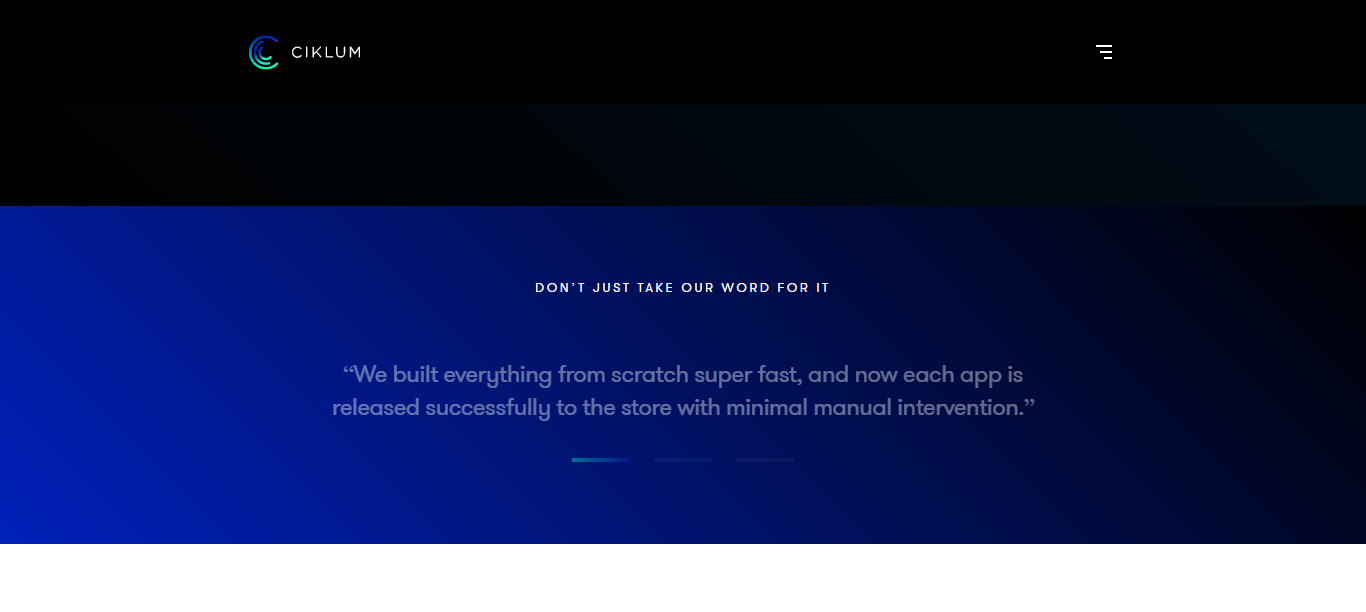 CIKLUM
DON’T JUST TAKE OUR WORD FOR IT
“We built everything from scratch super fast, and now each app is
released successfully to the store with minimal manual intervention.”